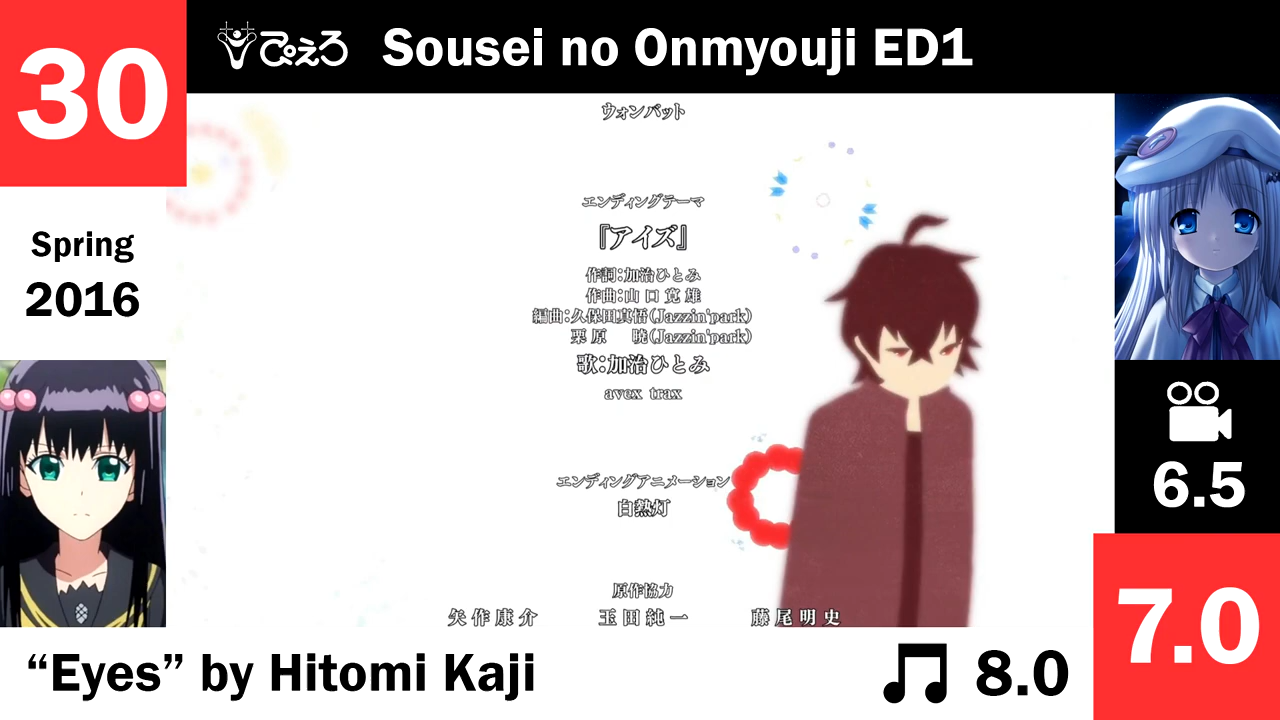 30
ぴえろ Sousei no Onmyouji ED1
Spring
2016
ウォンバット
エンディングテーマ
『アイズ』
作詞:加治ひとみ
作曲:山口寛雄
編曲:久保田真悟(Jazzin'park)
栗原 暁(Jazzin'park)
歌:加治ひとみ
avex trax
エンディングアニメーション
白熱灯
原作協力
矢作康介 玉田純一 藤尾明史
6.5
7.0
“Eyes” by Hitomi Kaji
8.0